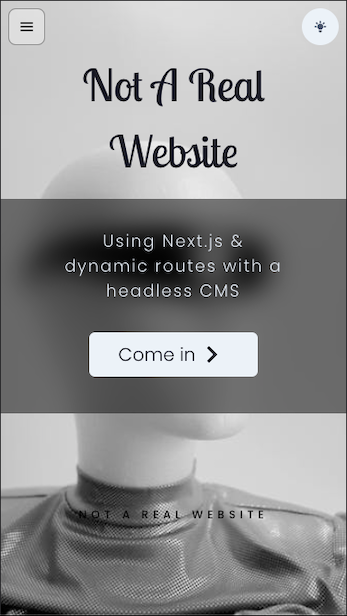 Not A Real
Website
Using Next.js &
dynamic routes with a
headless CMS
Come in
NOT A REAL WEBSITE